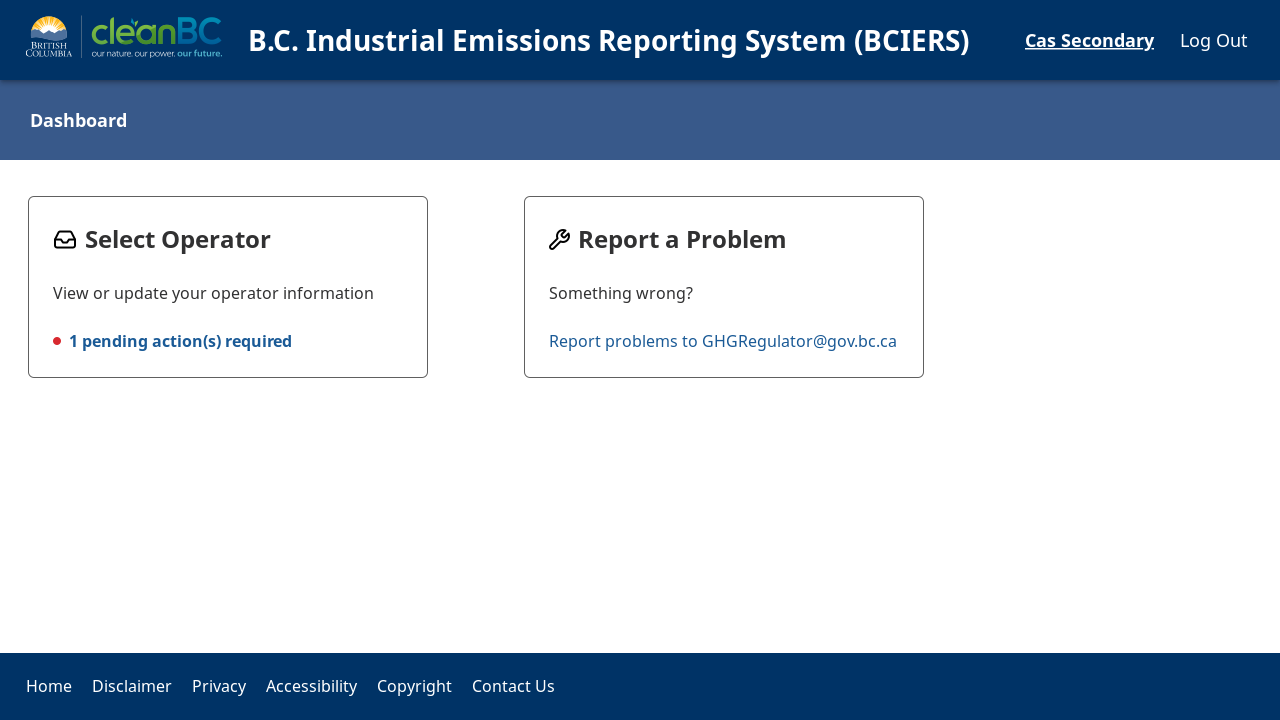 BRITISH COLUMBIA
cleanBC
our nature. our power. our future.
B.C. Industrial Emissions Reporting System (BCIERS)
Cas Secondary
Log Out
Dashboard
Select Operator
View or update your operator information
1 pending action(s) required
Report a Problem
Something wrong?
Report problems to GHGRegulator@gov.bc.ca
Home Disclaimer Privacy Accessibility Copyright Contact Us